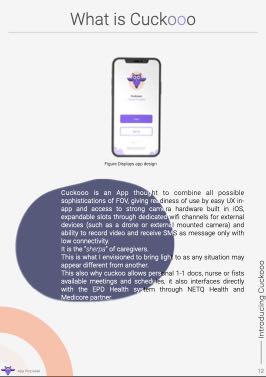 What is Cuckooo
Figure Displays app design
Cuckooo is an App thought to combine all possible
sophistications of FOV, giving readiness of use by easy UX in-
app and access to strong camera hardware built in iOS,
expandable slots through dedicated wifi channels for external
devices (such as a drone or external mounted camera) and
ability to record video and receive SMS as message only with
low connectivity.
It is the "sherpa" of caregivers.
This is what I envisioned to bring light to as any situation may
appear different from another.
This also why cuckoo allows personal 1-1 docs, nurse or fists
available meetings and schedules, it also interfaces directly
with the EPD Health system through NETQ Health and
Medicore partner.
Introducing Cuckooo
App Proposal
12